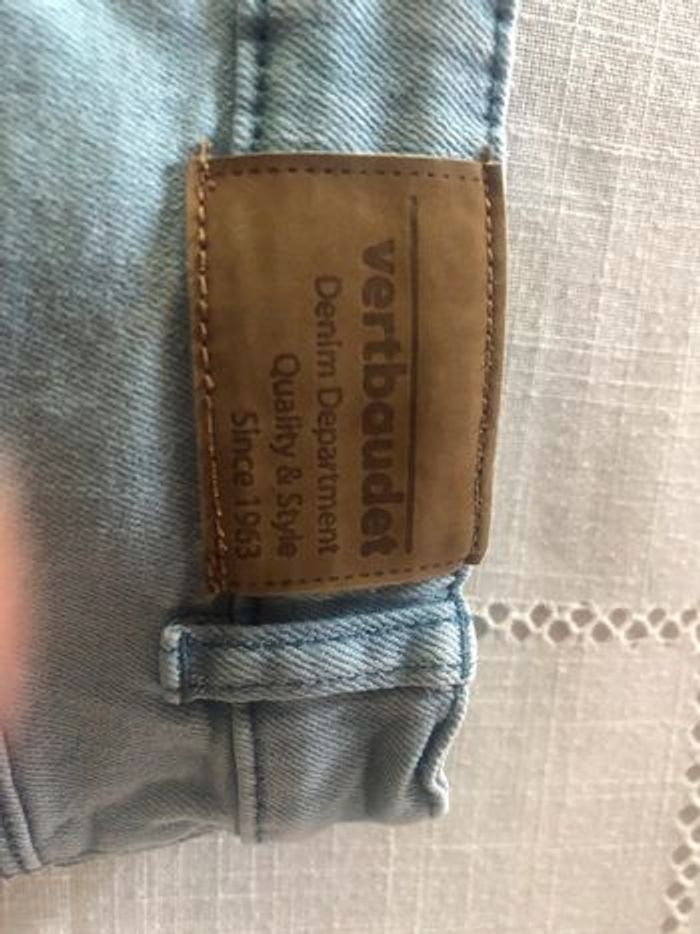 vertbaudet
Denim Department
Quality & Style
Since 1963